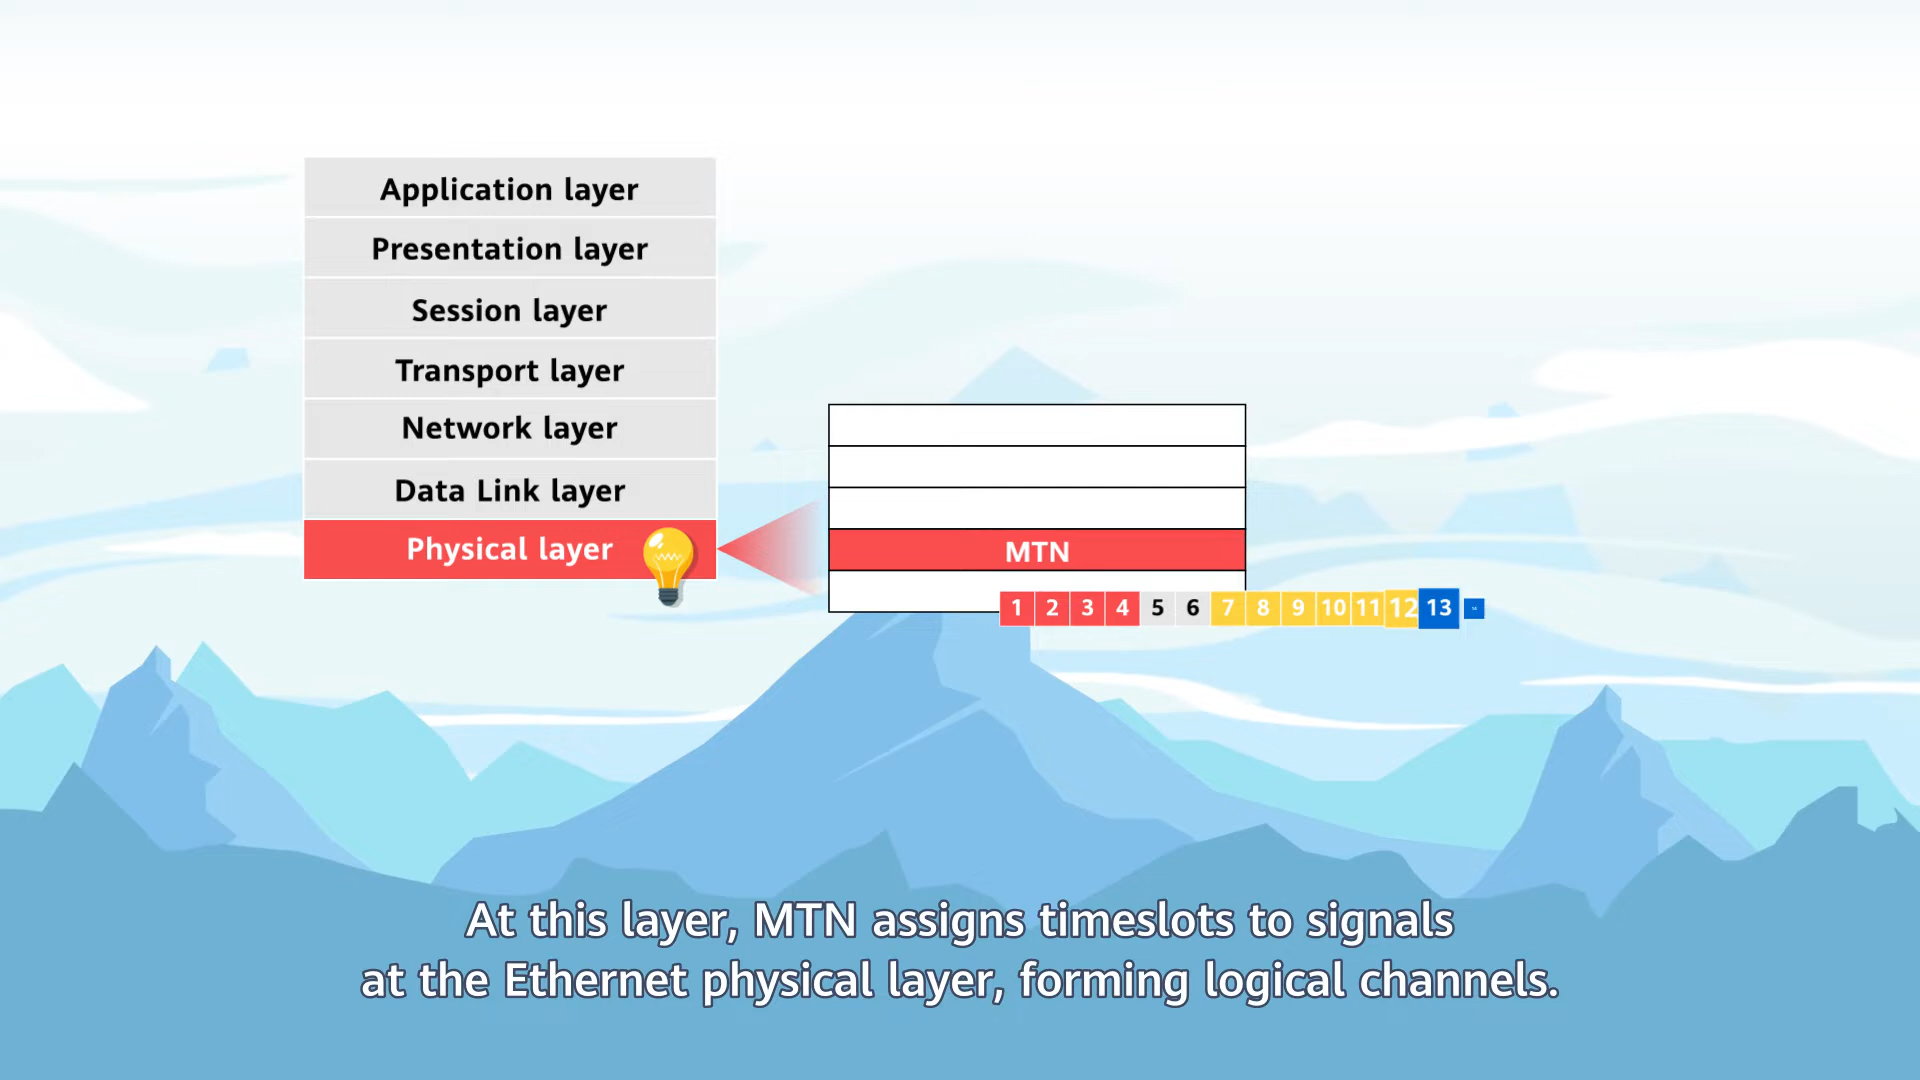 Application layer
Presentation layer
Session layer
Transport layer
Network layer
Data Link layer
Physical layer
MTN
1 2 3 4 5 6 7 8 9 10 11 12 13
At this layer, MTN assigns timeslots to signals
at the Ethernet physical layer, forming logical channels.